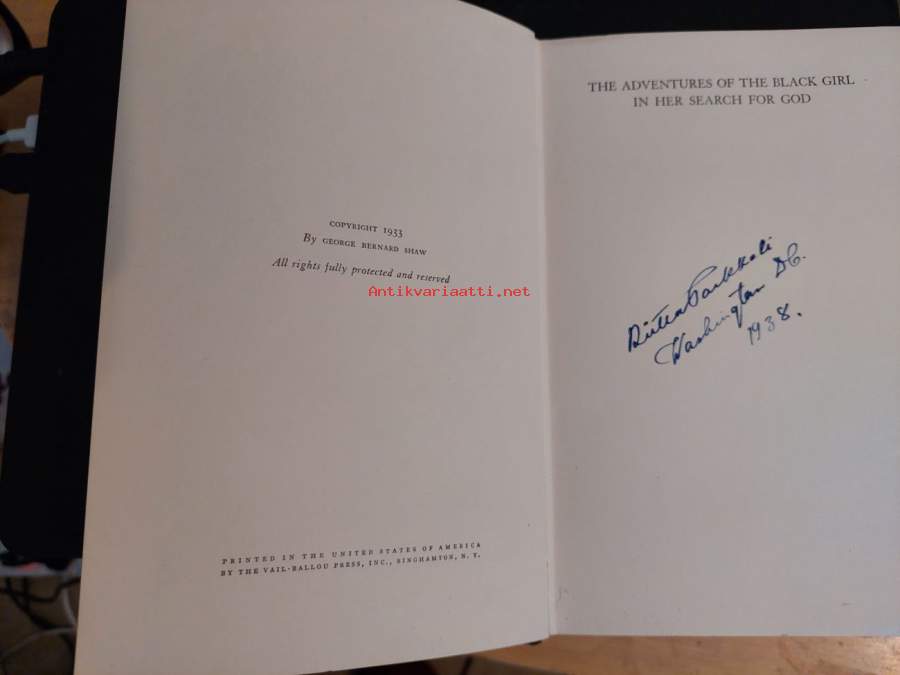 COPYRIGHT 1933
By GEORGE BERNARD SHAW
All rights fully protected and reserved
Antikvariaatti.net
PRINTED IN THE UNITED STATES OF AMERICA
BY THE VAIL-BALLOU PRESS, INC., BINGHAMTON, N. Y.
THE ADVENTURES OF THE BLACK GIRL
IN HER SEARCH FOR GOD
Washington DC.
1938.